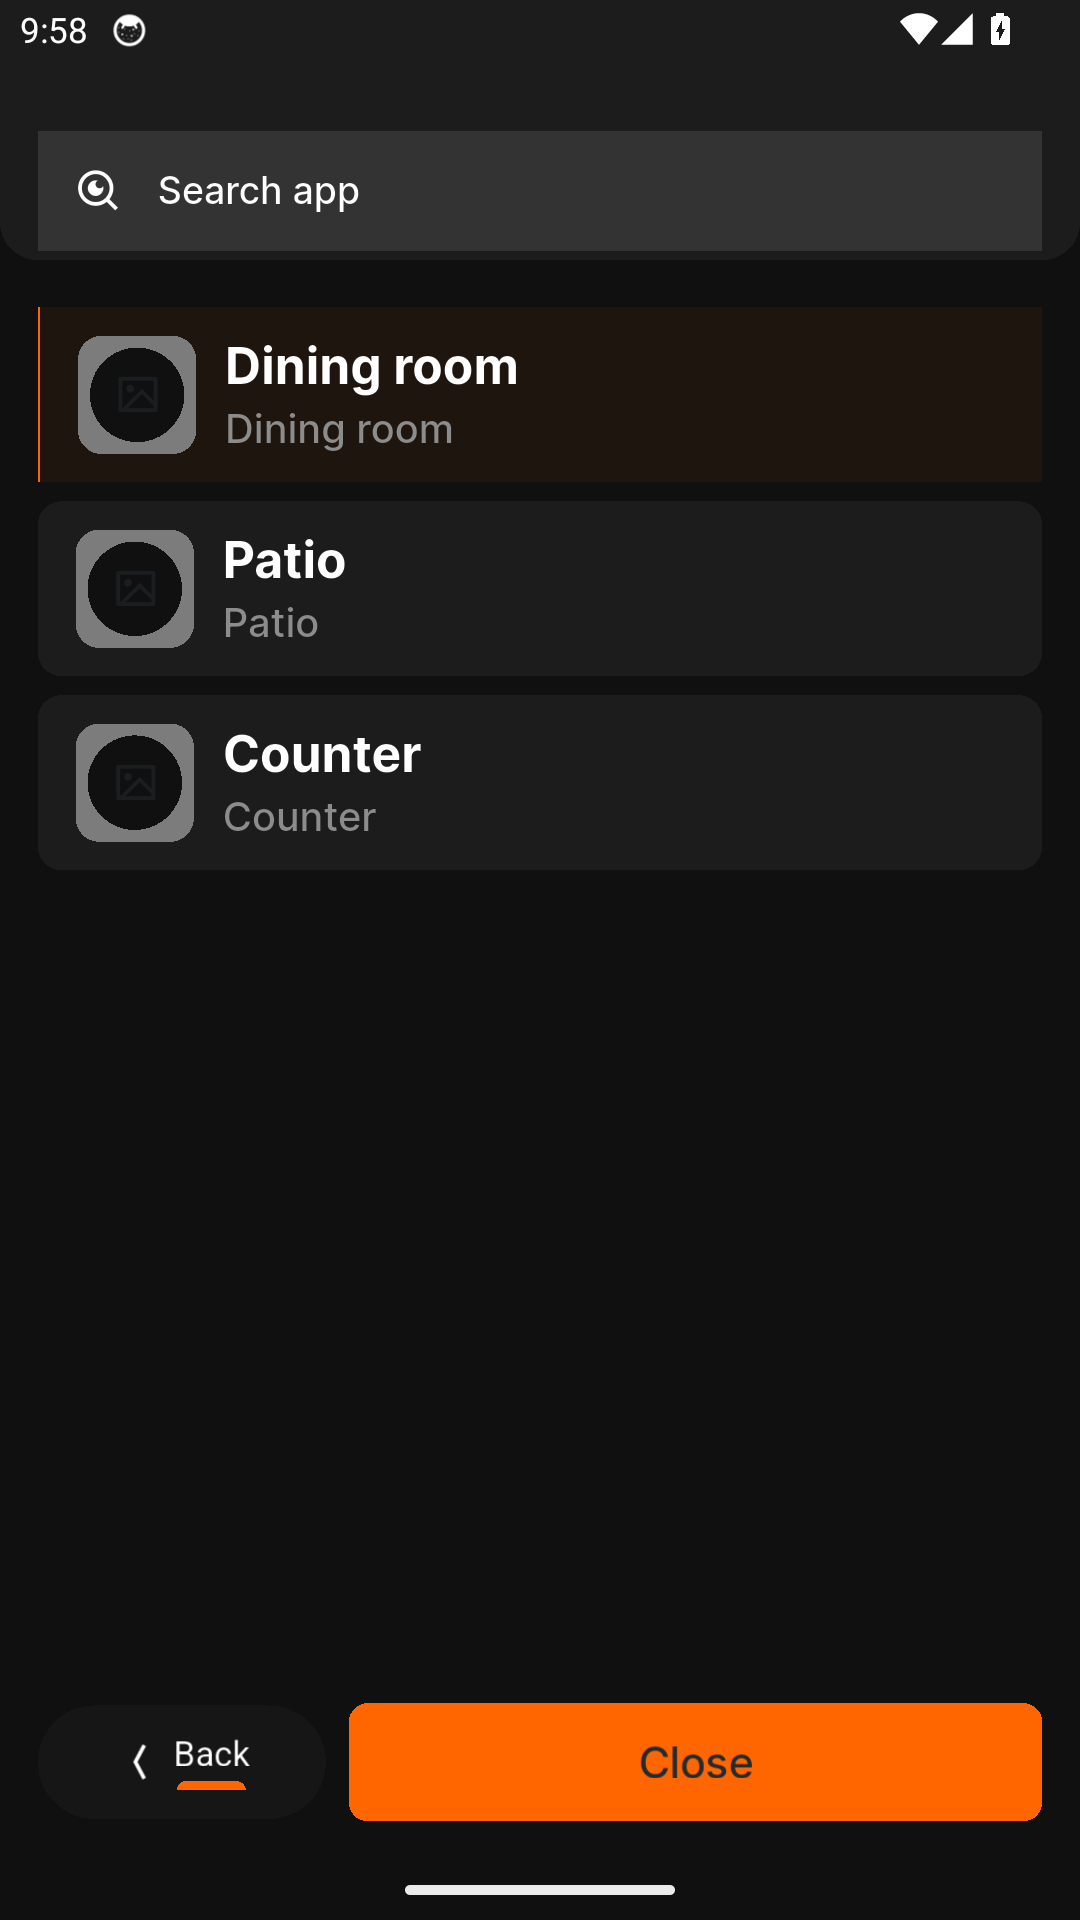 9:58
Search app
Dining room
Dining room
Patio
Patio
Counter
Counter
Back
Close